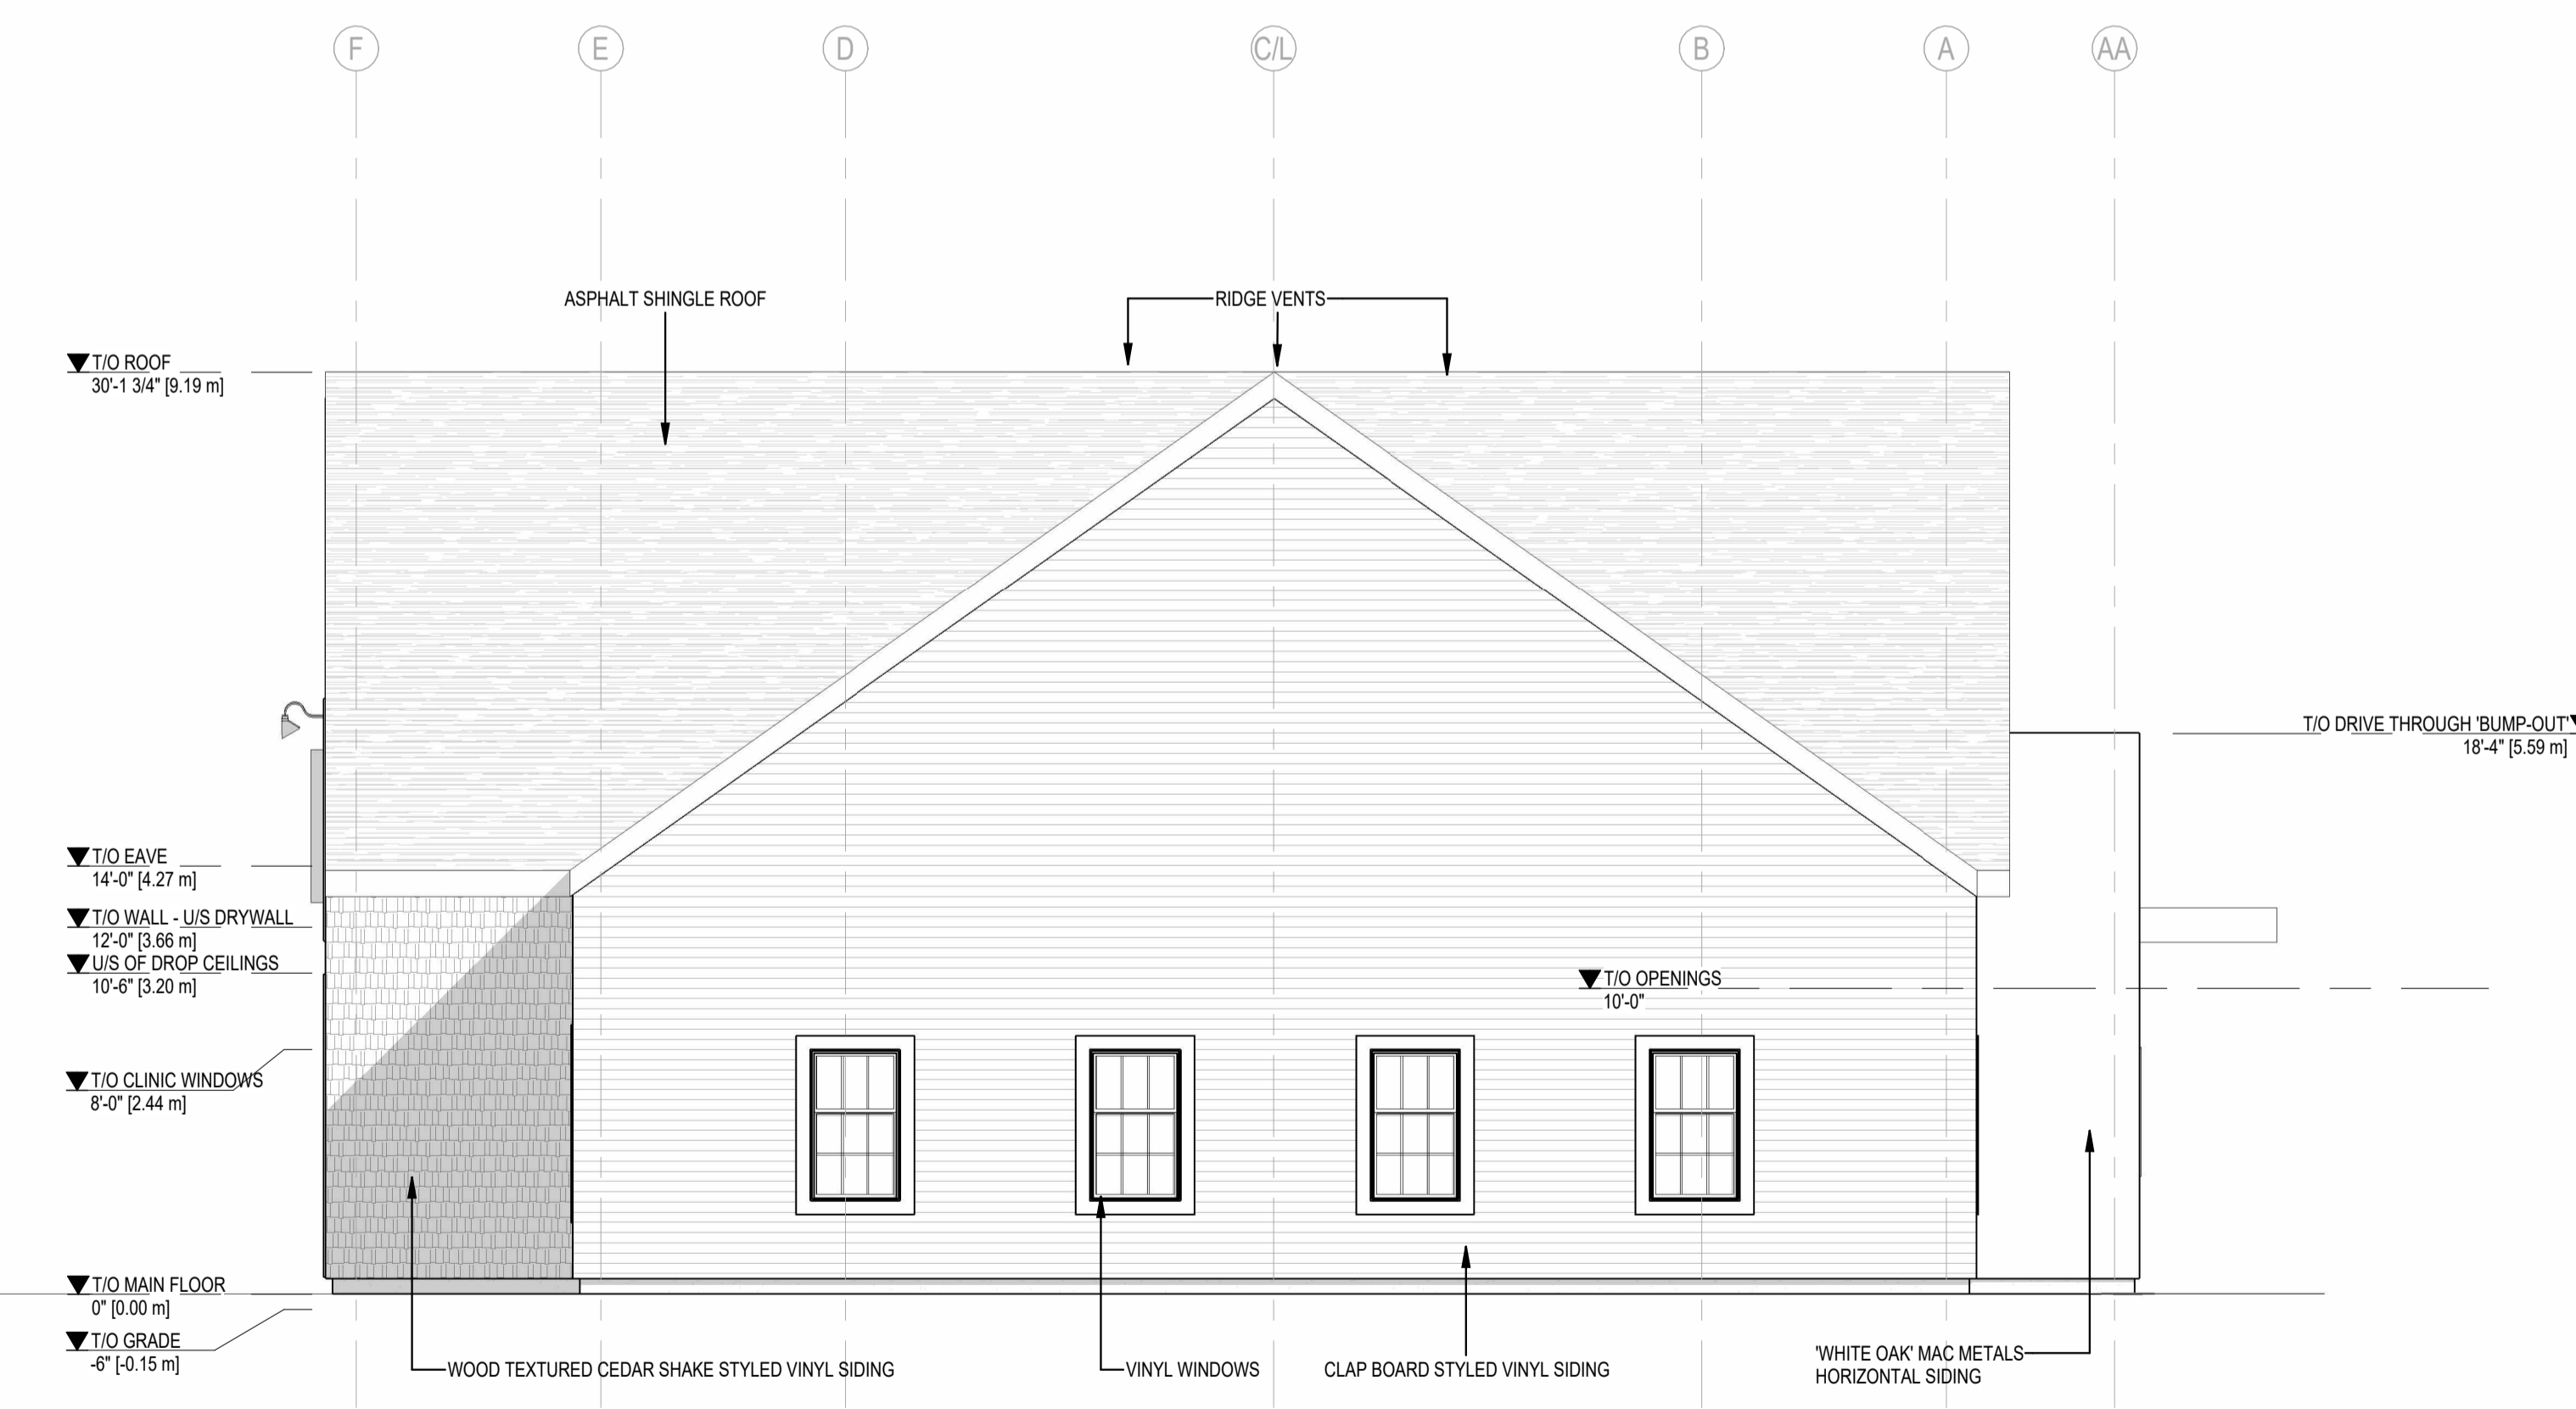 F E D C/L B A AA
ASPHALT SHINGLE ROOF
RIDGE VENTS
T/O ROOF
30'-1 3/4" [9.19 m]
T/O DRIVE THROUGH 'BUMP-OUT'
18'-4" [5.59 m]
T/O EAVE
14'-0" [4.27 m]
T/O WALL - U/S DRYWALL
12'-0" [3.66 m]
U/S OF DROP CEILINGS
10'-6" [3.20 m]
T/O OPENINGS
10'-0"
T/O CLINIC WINDOWS
8'-0" [2.44 m]
T/O MAIN FLOOR
0" [0.00 m]
T/O GRADE
-6" [-0.15 m]
WOOD TEXTURED CEDAR SHAKE STYLED VINYL SIDING
VINYL WINDOWS
CLAP BOARD STYLED VINYL SIDING
'WHITE OAK' MAC METALS
HORIZONTAL SIDING